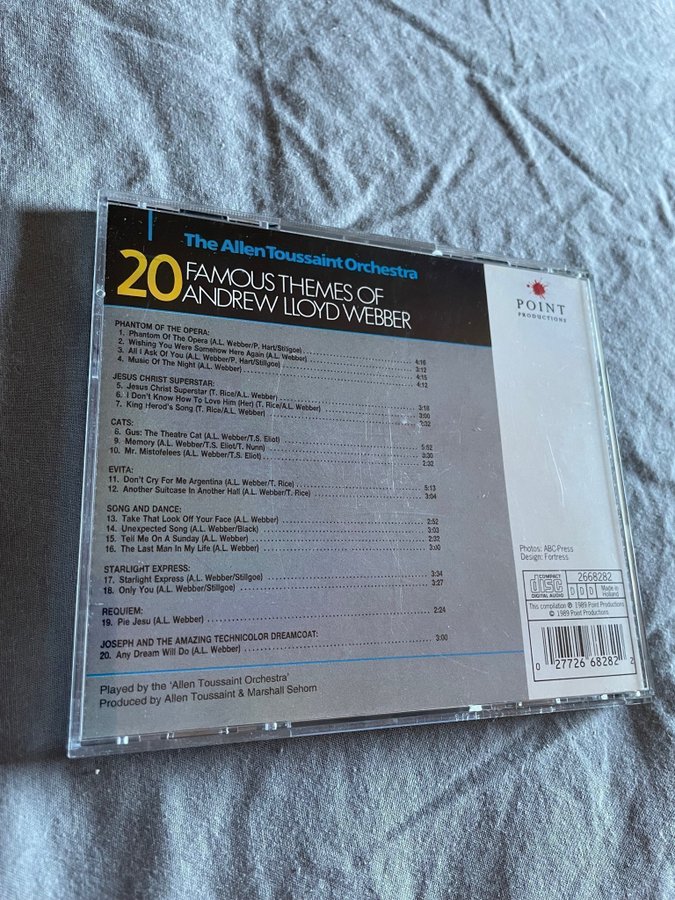 The Allen Toussaint Orchestra
20 FAMOUS THEMES OF
ANDREW LLOYD WEBBER
POINT
PRODUCTIONS
PHANTOM OF THE OPERA:
1. Phantom Of The Opera (A.L. Webber/P. Hart/Stilgoe) 4:16
2. Wishing You Were Somehow Here Again (A.L. Webber) 3:12
3. All I Ask Of You (A.L. Webber/P. Hart/Stillgoe) 4:15
4. Music Of The Night (A.L. Webber) 4:12
JESUS CHRIST SUPERSTAR:
5. Jesus Christ Superstar (T. Rice/A.L. Webber) 3:18
6. I Don't Know How To Love Him (Her) (T. Rice/A.L. Webber) 3:00
7. King Herod's Song (T. Rice/A.L. Webber) 2:32
CATS:
8. Gus: The Theatre Cat (A.L. Webber/T.S. Eliot) 5:52
9. Memory (A.L. Webber/T.S. Eliot/T. Nunn) 3:30
10. Mr. Mistofelees (A.L. Webber/T.S. Eliot) 2:32
EVITA:
11. Don't Cry For Me Argentina (A.L. Webber/T. Rice) 5:13
12. Another Suitcase In Another Hall (A.L. Webber/T. Rice) 3:04
SONG AND DANCE:
13. Take That Look Off Your Face (A.L. Webber) 2:52
14. Unexpected Song (A.L. Webber/Black) 3:03
15. Tell Me On A Sunday (A.L. Webber) 2:32
16. The Last Man In My Life (A.L. Webber) 3:00
STARLIGHT EXPRESS:
17. Starlight Express (A.L. Webber/Stillgoe) 3:34
18. Only You (A.L. Webber/Stillgoe) 3:27
REQUIEM:
19. Pie Jesu (A.L. Webber) 2:24
JOSEPH AND THE AMAZING TECHNICOLOR DREAMCOAT:
20. Any Dream Will Do (A.L. Webber) 3:00
Played by the 'Allen Toussaint Orchestra'
Produced by Allen Toussaint & Marshall Sehorn
Photos: ABC-Press
Design: Fortress
COMPACT
disc
DIGITAL AUDIO
2668282
DDD
Made in
Holland
This compilation ℗ 1989 Point Productions
© 1989 Point Productions
0 27726 68282 2